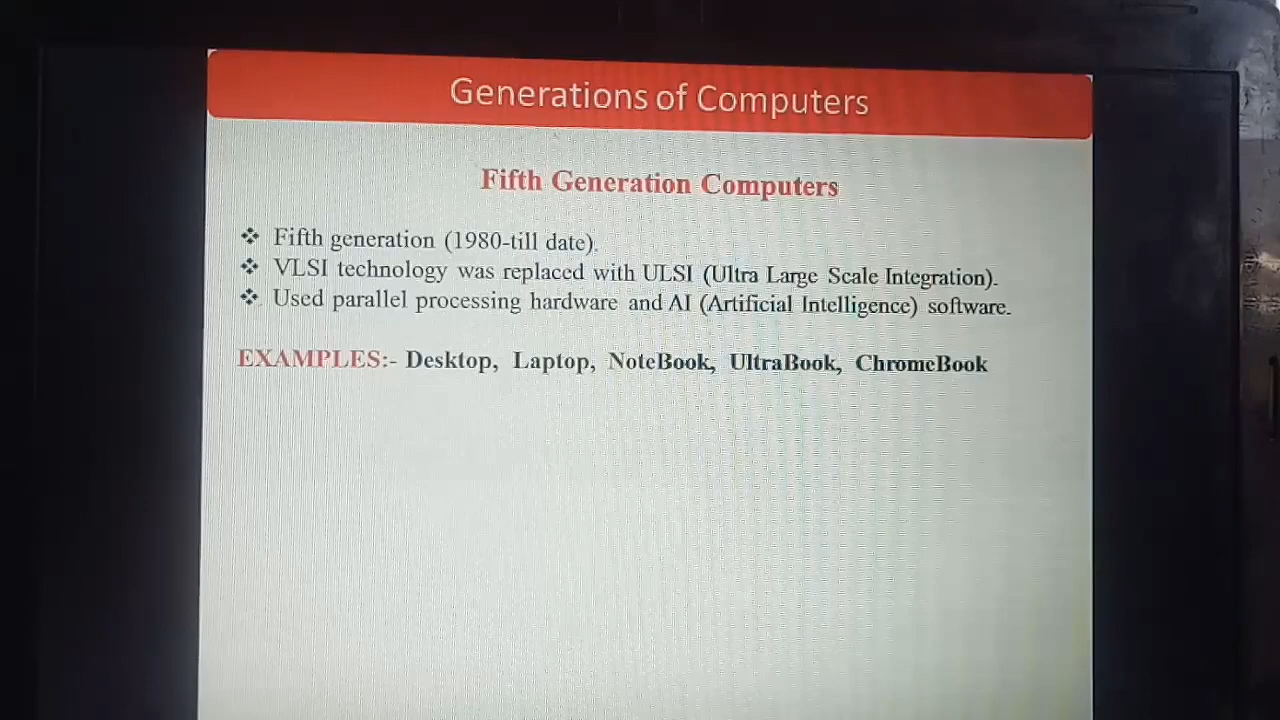 Generations of Computers
Fifth Generation Computers
❖ Fifth generation (1980-till date).
❖ VLSI technology was replaced with ULSI (Ultra Large Scale Integration).
❖ Used parallel processing hardware and AI (Artificial Intelligence) software.
EXAMPLES:- Desktop, Laptop, NoteBook, UltraBook, ChromeBook